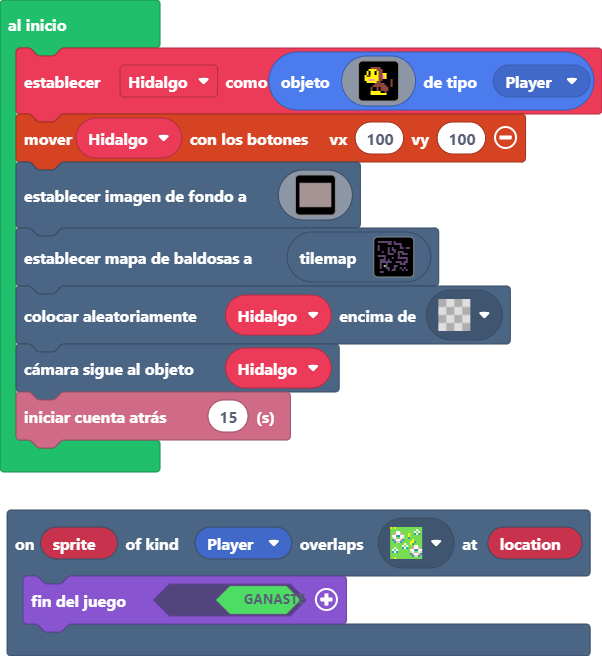 al inicio
establecer Hidalgo como objeto de tipo Player
mover Hidalgo con los botones vx 100 vy 100
establecer imagen de fondo a
establecer mapa de baldosas a tilemap
colocar aleatoriamente Hidalgo encima de
cámara sigue al objeto Hidalgo
iniciar cuenta atrás 15 (s)
on sprite of kind Player overlaps at location
fin del juego GANASTE